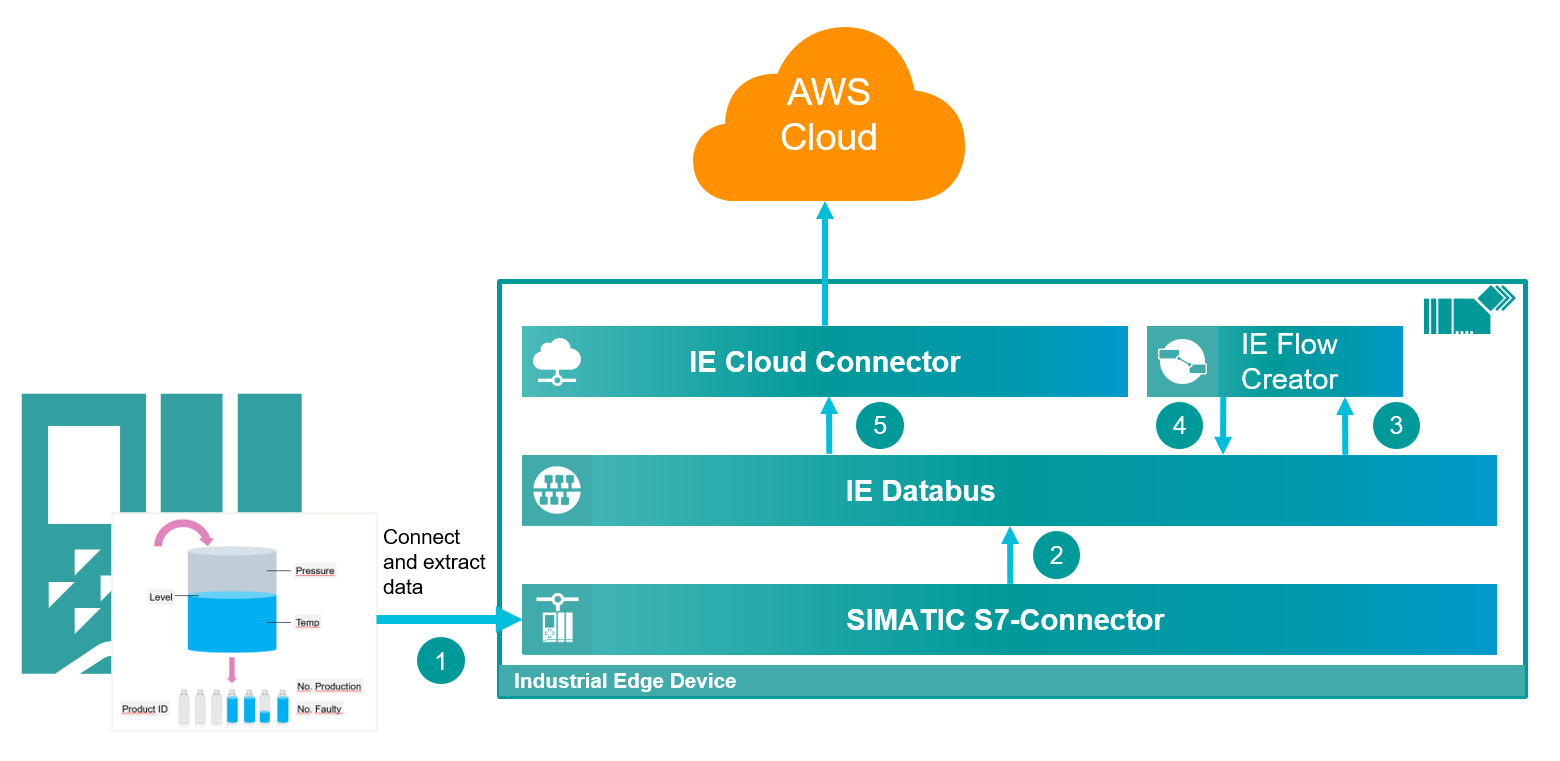 AWS
Cloud
IE Cloud Connector
IE Flow
Creator
5
4
3
IE Databus
Connect
and extract
data
2
Pressure
Level
Temp
SIMATIC S7-Connector
1
Industrial Edge Device
No. Production
Product ID
No. Faulty